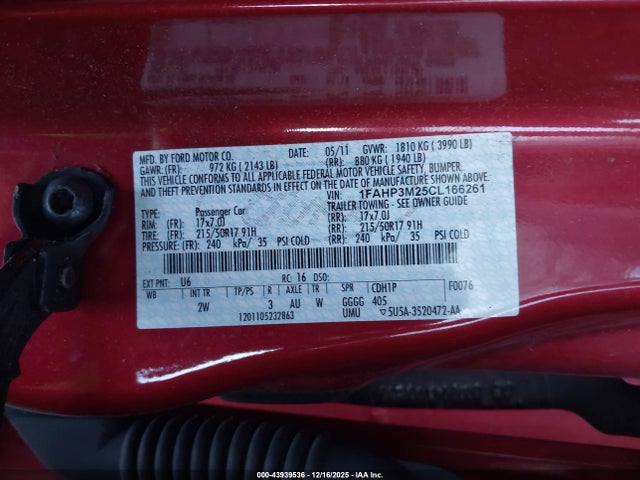 MFD. BY FORD MOTOR CO. DATE: 05/11 GVWR: 1810 KG ( 3990 LB)
GAWR:(FR): 972 KG ( 2143 LB) (RR): 880 KG ( 1940 LB)
THIS VEHICLE CONFORMS TO ALL APPLICABLE FEDERAL MOTOR VEHICLE SAFETY, BUMPER,
AND THEFT PREVENTION STANDARDS IN EFFECT ON THE DATE OF MANUFACTURE SHOWN ABOVE.
VIN: 1FAHP3M25CL166261
TYPE: Passenger Car TRAILER TOWING - SEE OWNER GUIDE
RIM: (FR): 17x7.0J (RR): 17x7.0J
TIRE: (FR): 215/50R17 91H (RR): 215/50R17 91H
PRESSURE: (FR): 240 kPa/ 35 PSI COLD (RR): 240 kPa/ 35 PSI COLD
EXT PNT: U6 RC: 16 DSO: F0076
WB INT TR TP/PS R AXLE TR SPR CDH1P
2W 3 AU W GGGG 405
1201105232863 UMU ▽5U5A-3520472-AA
000-43939536 - 12/16/2025 - IAA Inc.